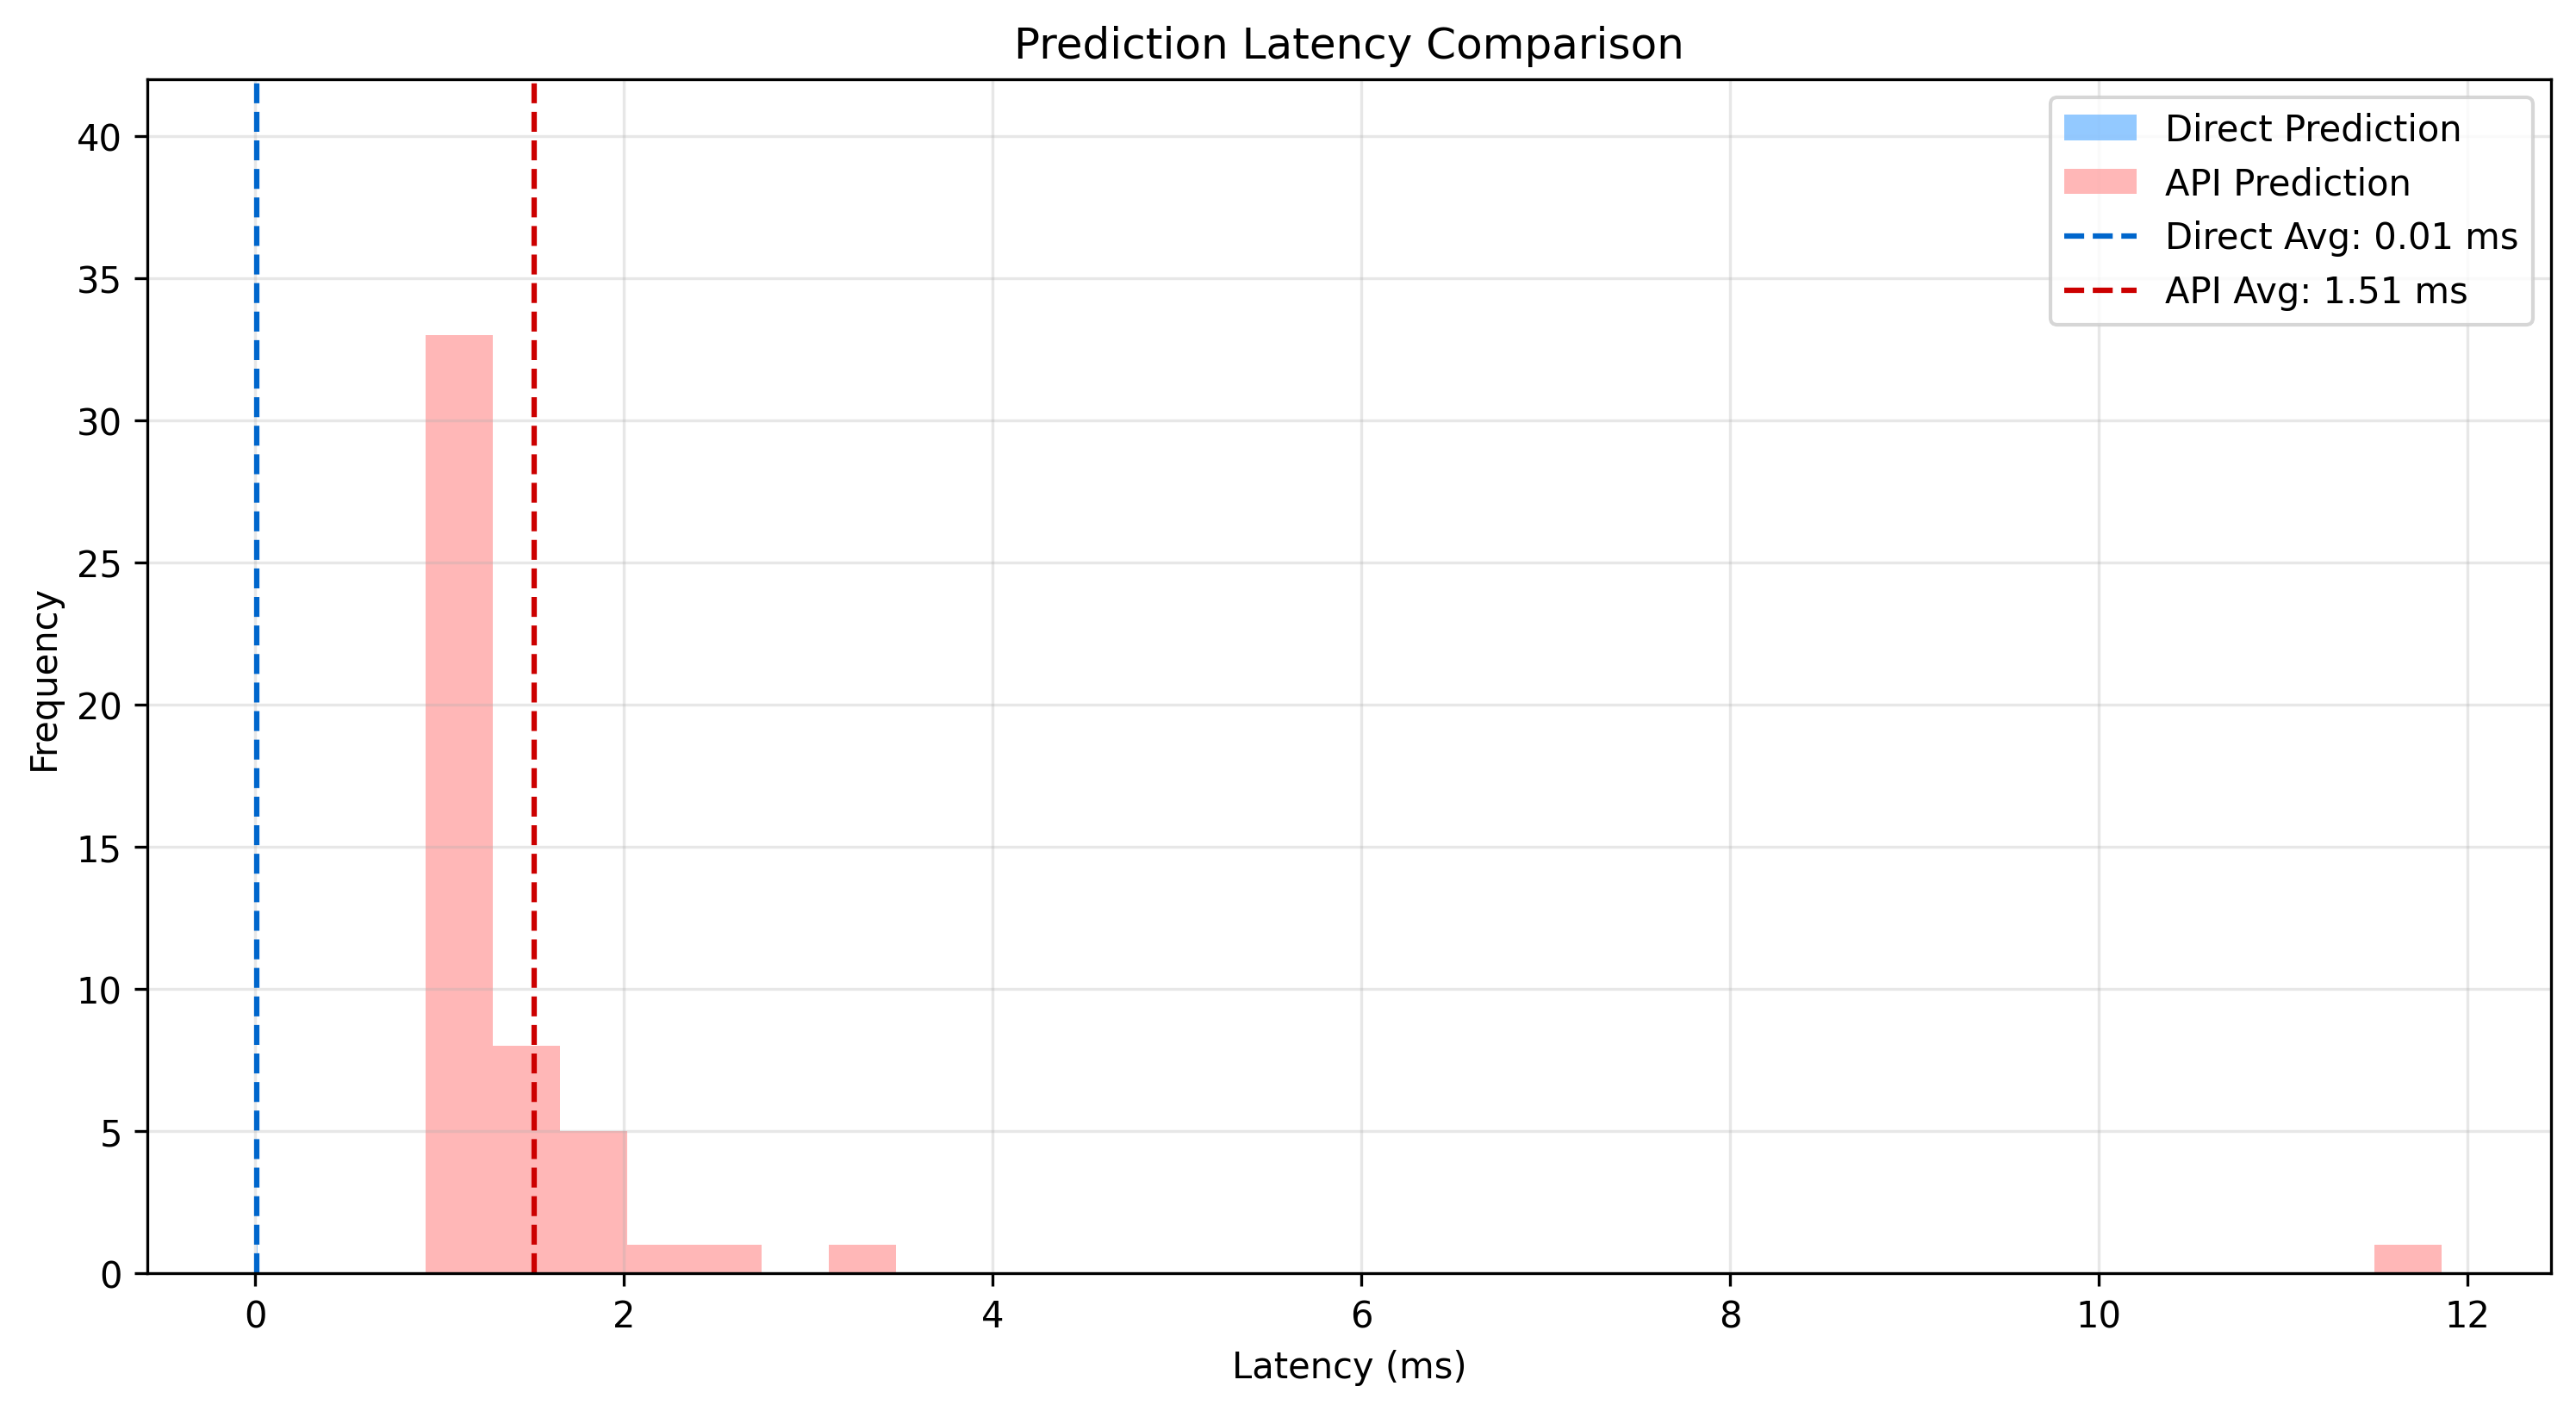 Prediction Latency Comparison
Direct Prediction
API Prediction
Direct Avg: 0.01 ms
API Avg: 1.51 ms
40
35
30
25
20
15
10
5
0
Frequency
0 2 4 6 8 10 12
Latency (ms)